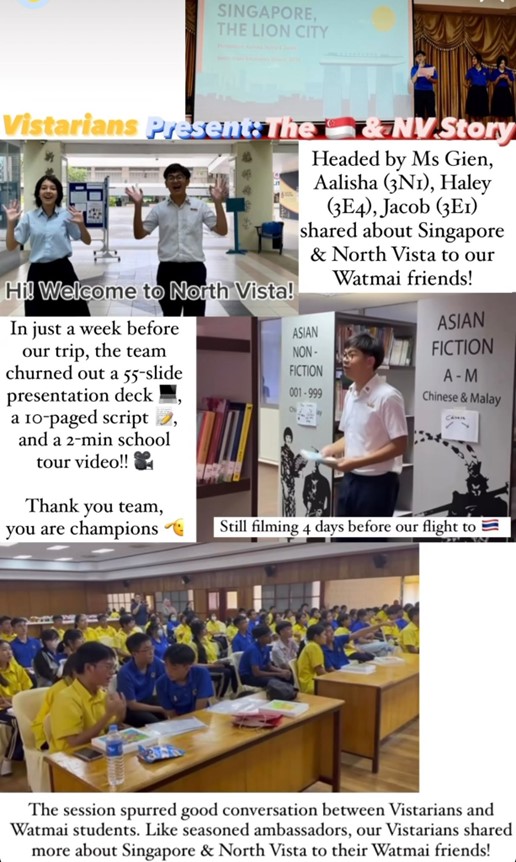 SINGAPORE,
THE LION CITY
Vistarians Present: The 🇸🇬 & NV Story
Headed by Ms Gien,
Aalisha (3N1), Haley
(3E4), Jacob (3E1)
shared about Singapore
& North Vista to our
Watmai friends!
Hi! Welcome to North Vista!
In just a week before
our trip, the team
churned out a 55-slide
presentation deck 💻,
a 10-paged script 📝,
and a 2-min school
tour video!! 🎥
Thank you team,
you are champions 🫡
ASIAN
NON -
FICTION
001 - 999
ASIAN
FICTION
A - M
Chinese & Malay
Still filming 4 days before our flight to 🇹🇭
The session spurred good conversation between Vistarians and
Watmai students. Like seasoned ambassadors, our Vistarians shared
more about Singapore & North Vista to their Watmai friends!